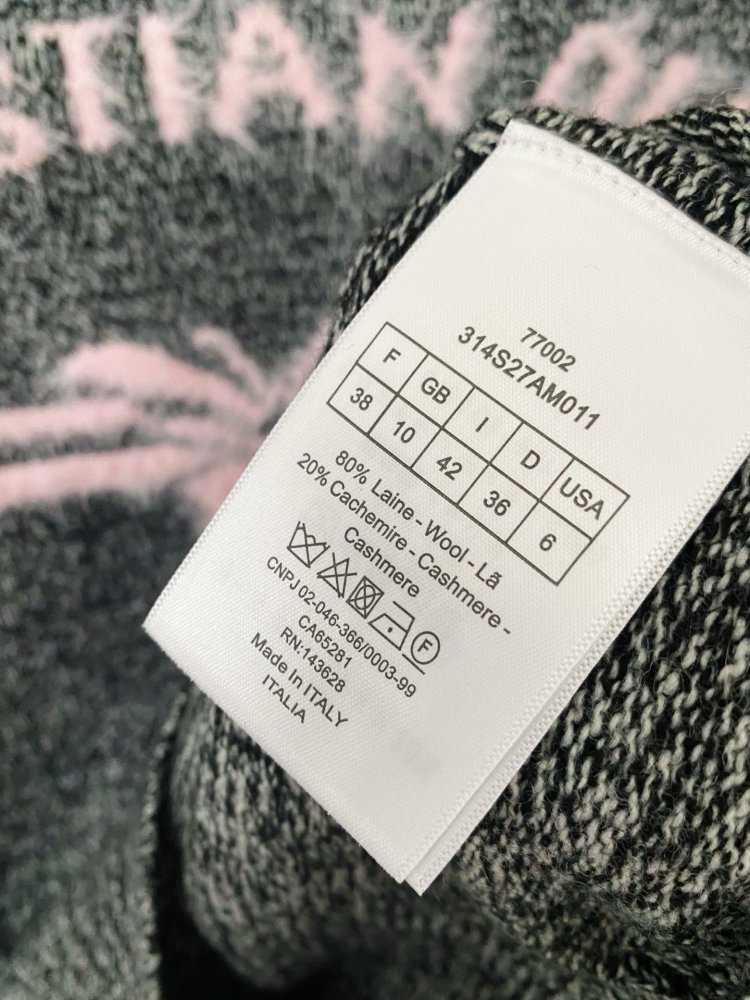 TIAN
77002
314S27AM011
F GB I D USA
38 10 42 36 6
80% Laine - Wool - Lã
20% Cachemire - Cashmere -
Cashmere
F
CNPJ 02-046-366/0003-99
CA65281
RN:143628
Made In ITALY
ITALIA